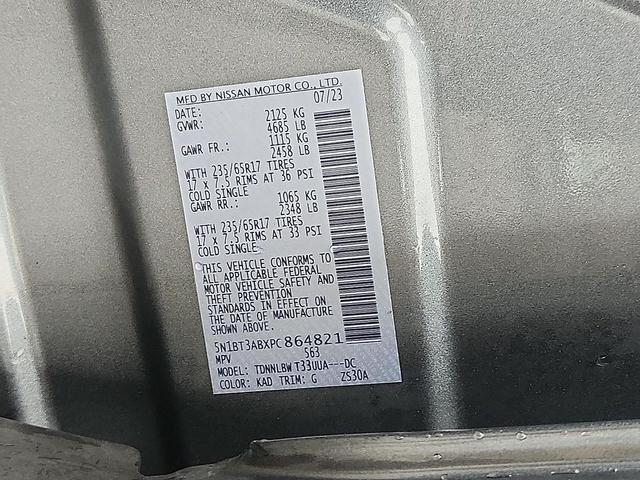 MFD BY NISSAN MOTOR CO., LTD.
DATE: 07/23
GVWR: 2125 KG
4685 LB
GAWR FR.: 1115 KG
2458 LB
WITH 235/65R17 TIRES
17 x 7.5 RIMS AT 36 PSI
COLD SINGLE
GAWR RR.: 1065 KG
2348 LB
WITH 235/65R17 TIRES
17 x 7.5 RIMS AT 33 PSI
COLD SINGLE
THIS VEHICLE CONFORMS TO
ALL APPLICABLE FEDERAL
MOTOR VEHICLE SAFETY AND
THEFT PREVENTION
STANDARDS IN EFFECT ON
THE DATE OF MANUFACTURE
SHOWN ABOVE.
5N1BT3ABXPC864821
MPV 563
MODEL: TDNNLBW T33UUA---DC
COLOR: KAD TRIM: G ZS30A